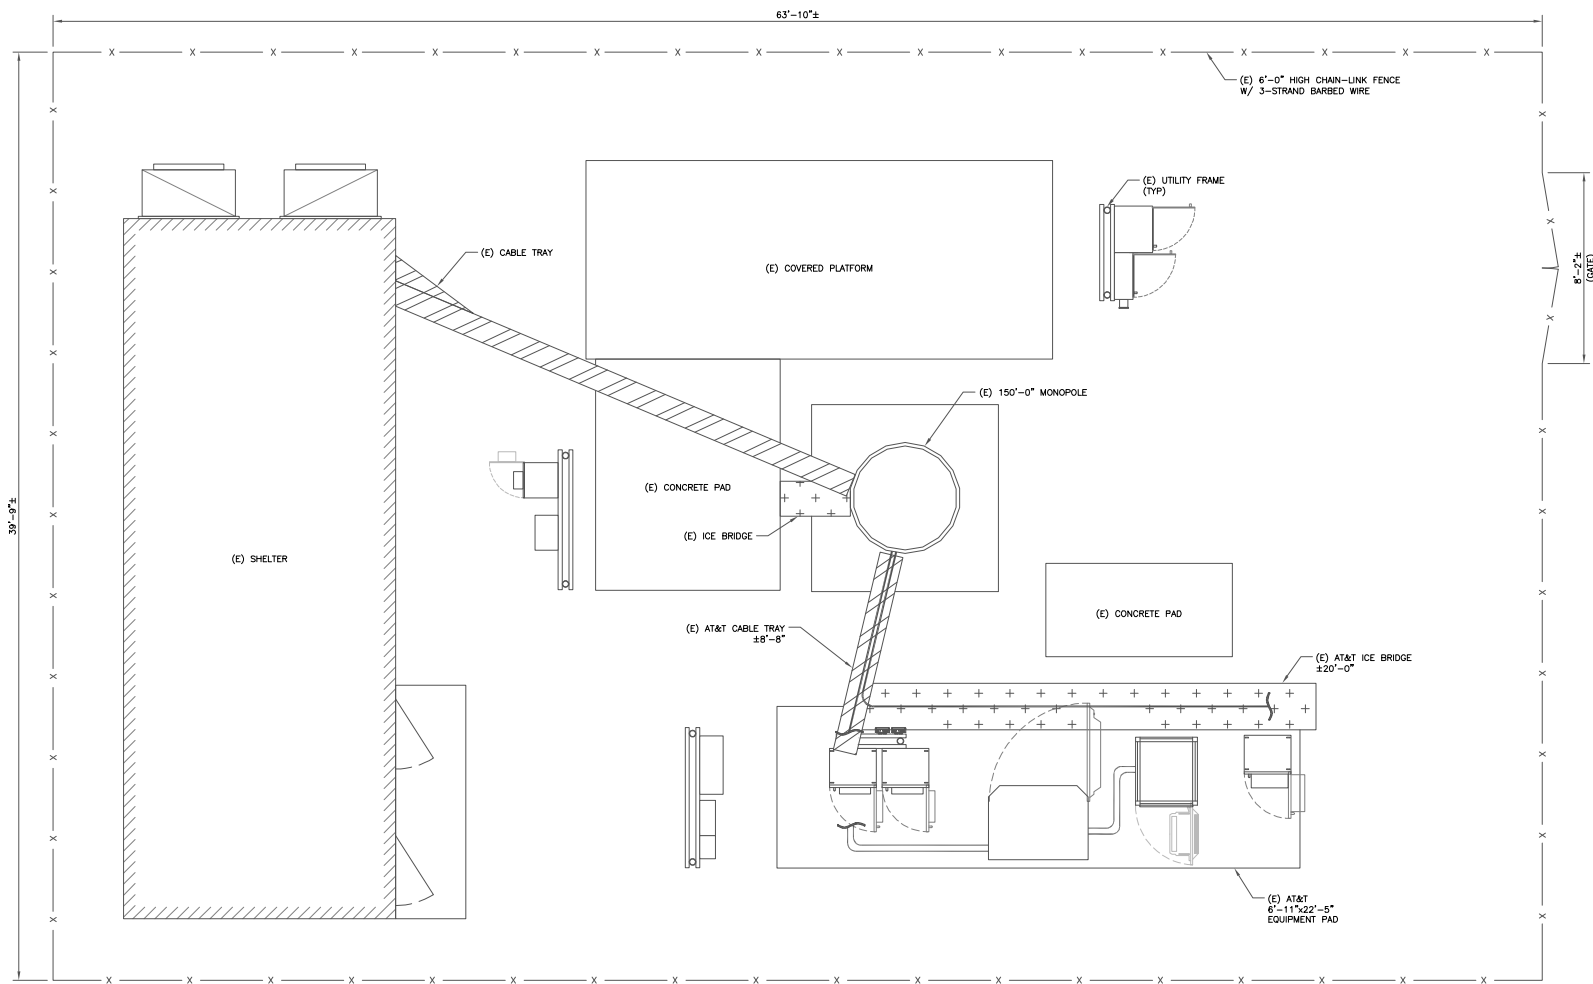 63'-10"±
(E) 6'-0" HIGH CHAIN-LINK FENCE
W/ 3-STRAND BARBED WIRE
(E) UTILITY FRAME
(TYP)
(E) CABLE TRAY
(E) COVERED PLATFORM
8'-2"±
(GATE)
(E) 150'-0" MONOPOLE
(E) CONCRETE PAD
39'-9"±
(E) ICE BRIDGE
(E) SHELTER
(E) CONCRETE PAD
(E) AT&T CABLE TRAY
±8'-8"
(E) AT&T ICE BRIDGE
±20'-0"
(E) AT&T
6'-11"x22'-5"
EQUIPMENT PAD